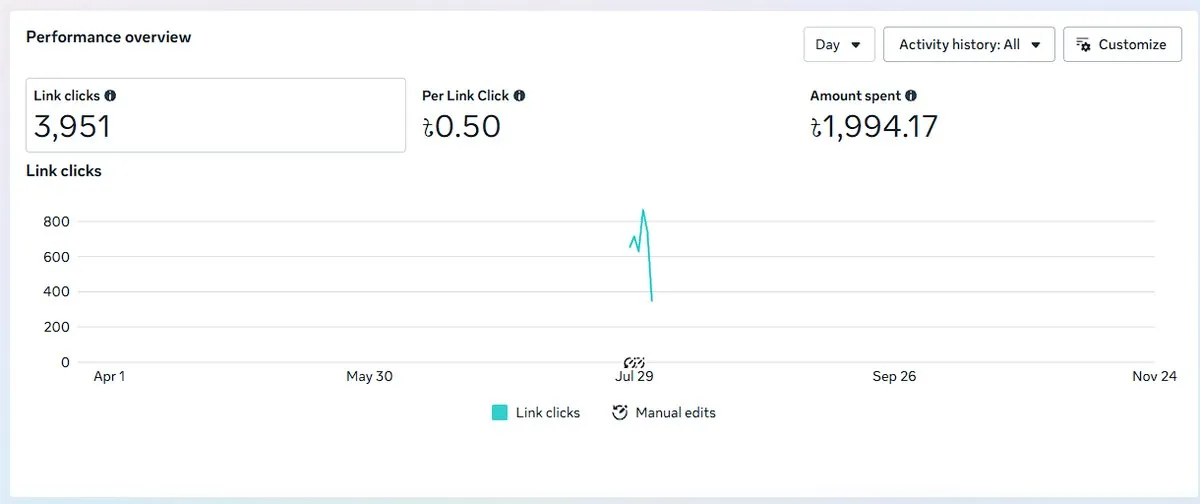 Performance overview
Day
Activity history: All
Customize
Link clicks
3,951
Per Link Click
৳0.50
Amount spent
৳1,994.17
Link clicks
800
600
400
200
0
Apr 1
May 30
Jul 29
Sep 26
Nov 24
Link clicks
Manual edits